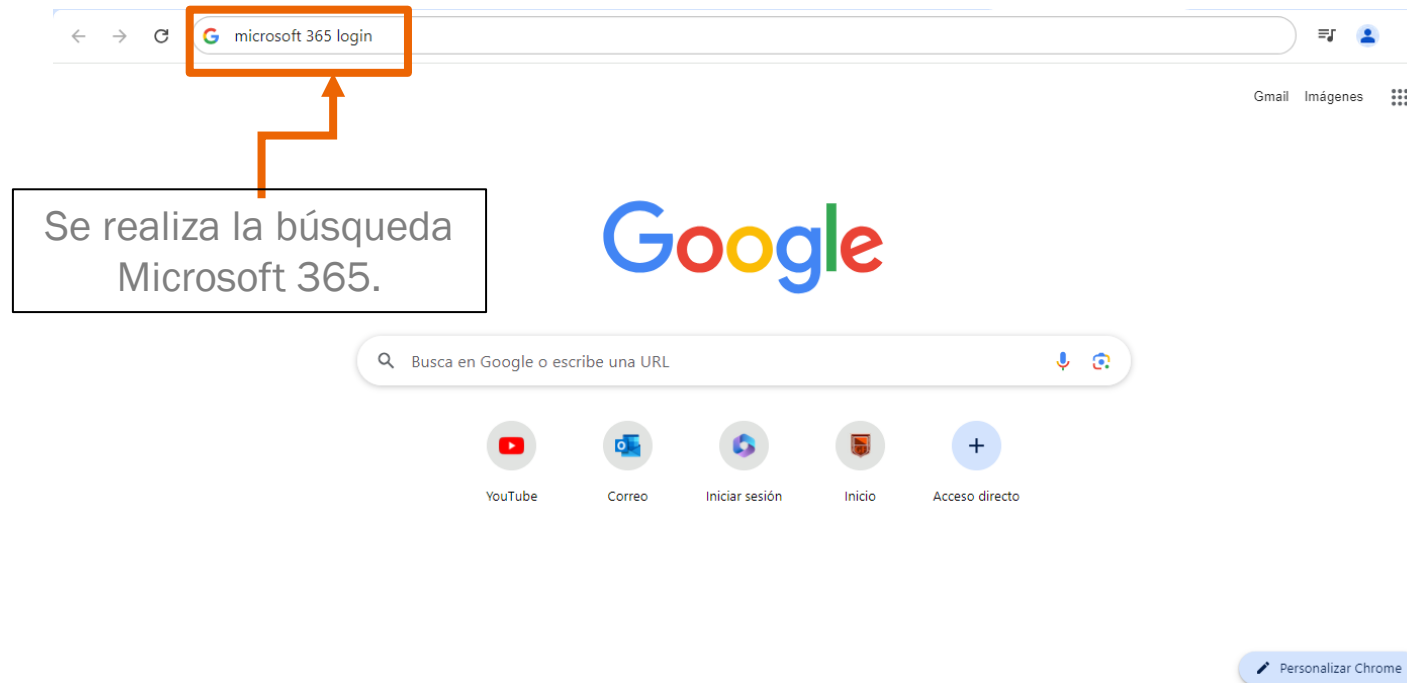 microsoft 365 login
Gmail Imágenes
Se realiza la búsqueda
Microsoft 365.
Google
Busca en Google o escribe una URL
YouTube Correo Iniciar sesión Inicio Acceso directo
Personalizar Chrome